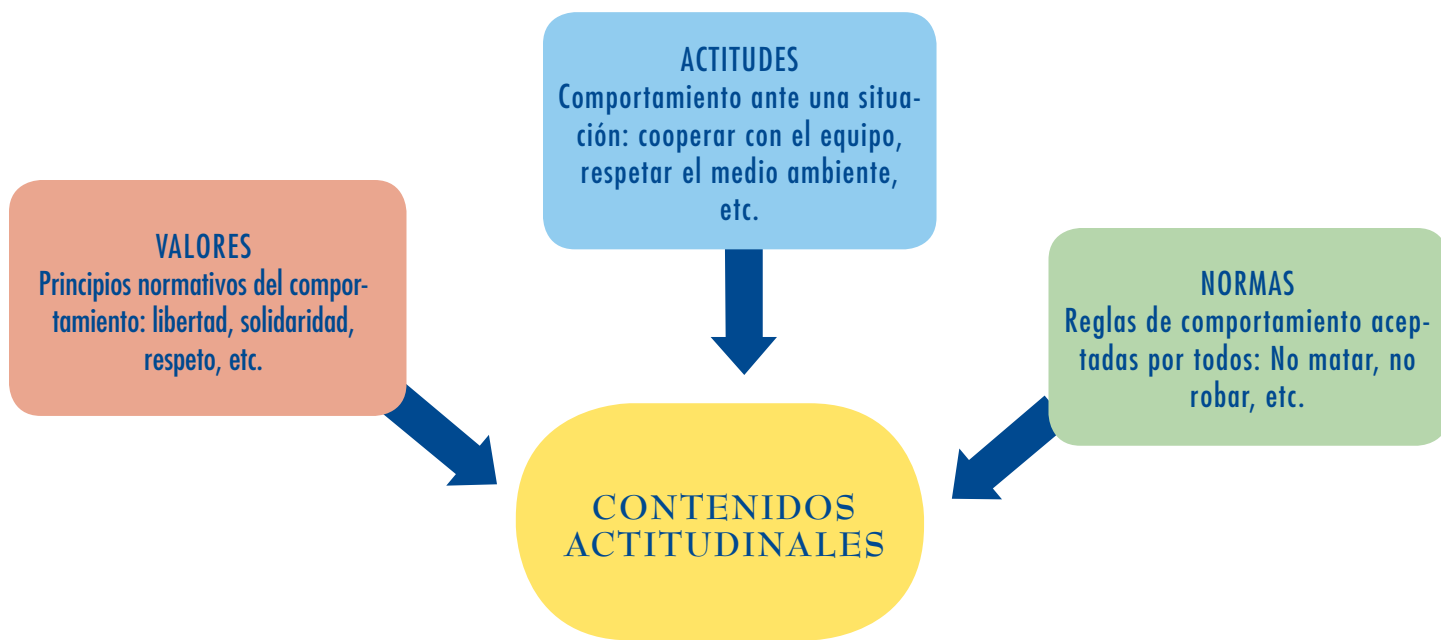 VALORES
Principios normativos del compor-
tamiento: libertad, solidaridad,
respeto, etc.
ACTITUDES
Comportamiento ante una situa-
ción: cooperar con el equipo,
respetar el medio ambiente,
etc.
NORMAS
Reglas de comportamiento acep-
tadas por todos: No matar, no
robar, etc.
CONTENIDOS
ACTITUDINALES